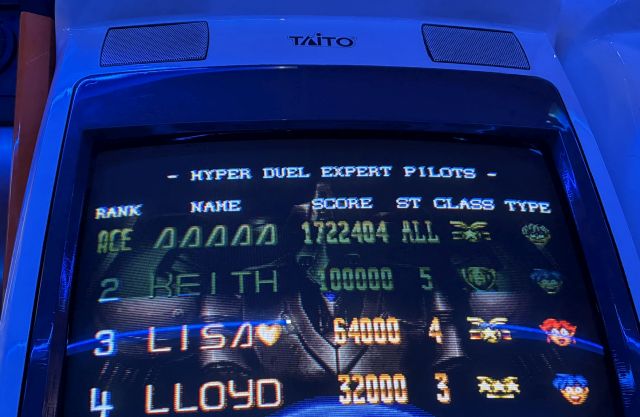 TAITO
- HYPER DUEL EXPERT PILOTS -
RANK NAME SCORE ST CLASS TYPE
ACE AAAAA 1722404 ALL
2 KEITH 100000 5
3 LISA♥ 64000 4
4 LLOYD 32000 3